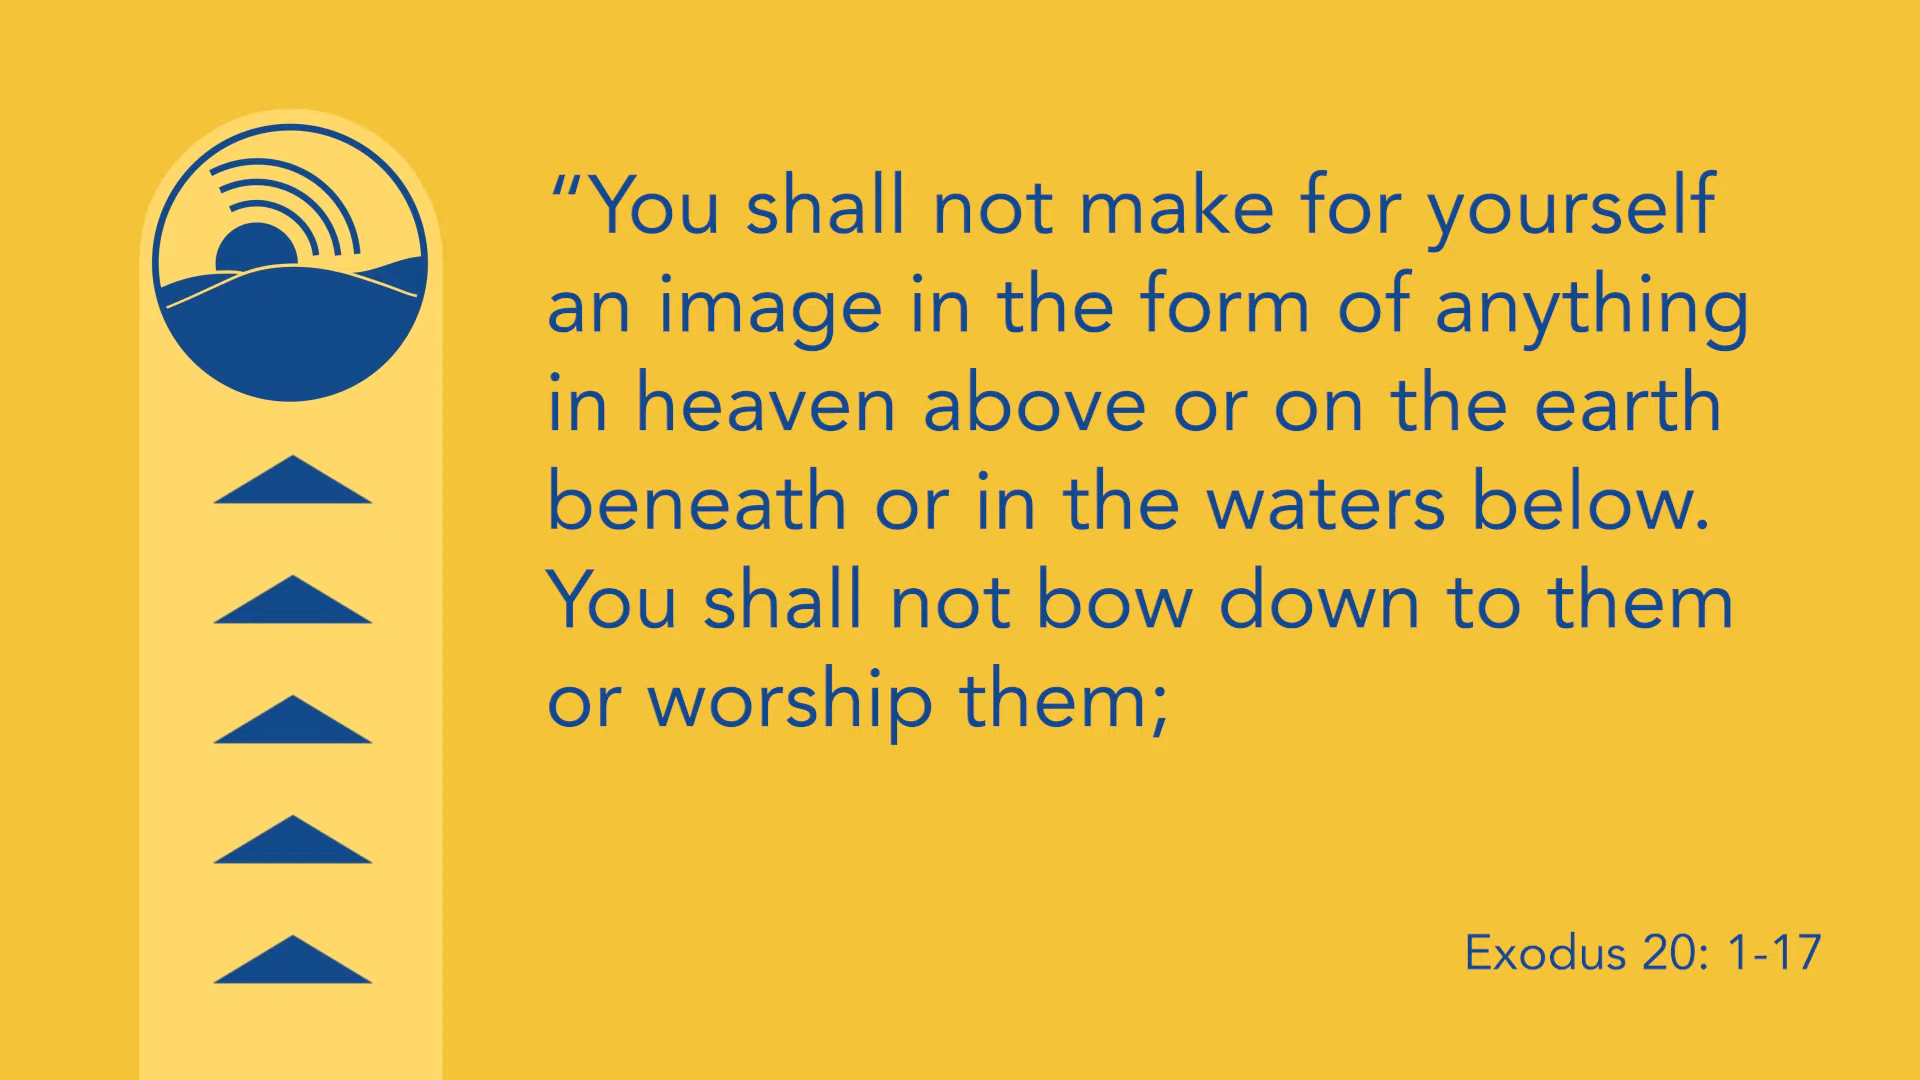 “You shall not make for yourself
an image in the form of anything
in heaven above or on the earth
beneath or in the waters below.
You shall not bow down to them
or worship them;
Exodus 20: 1-17